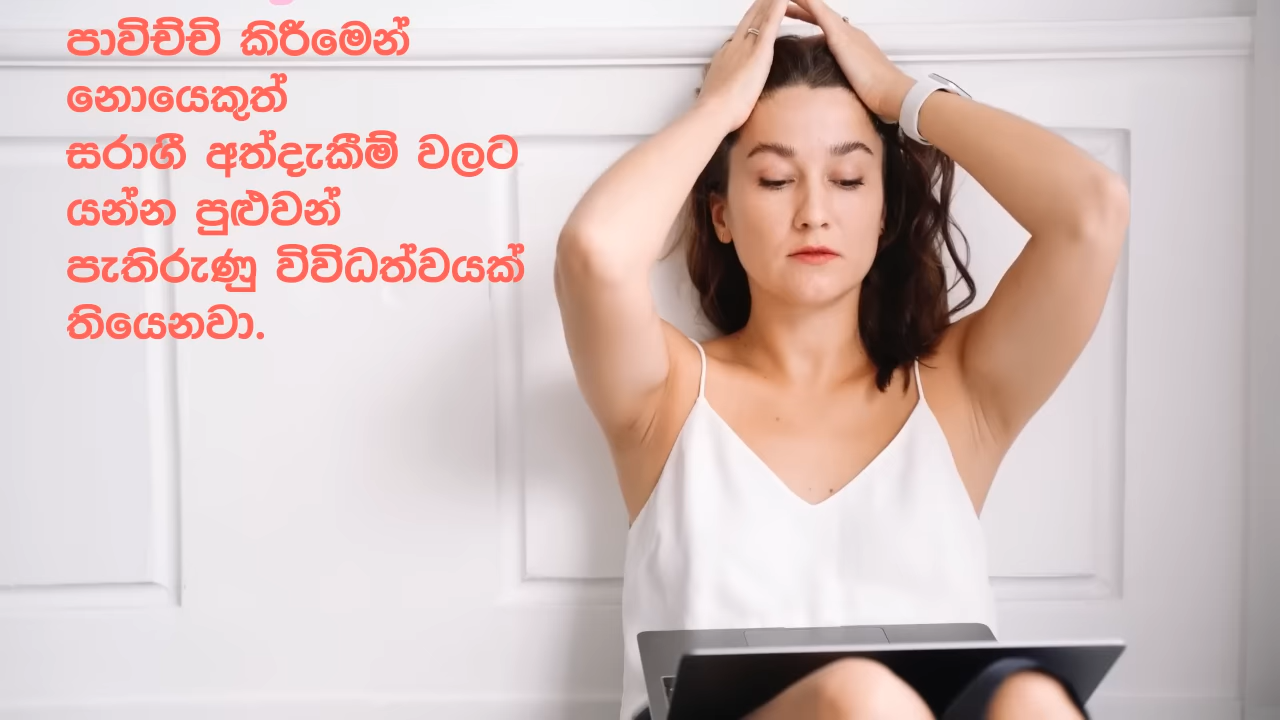 පාවිච්චි කිරීමෙන්
නොයෙකුත්
සරාගී අත්දැකීම් වලට
යන්න පුළුවන්
පැතිරුණු විවිධත්වයක්
තියෙනවා.